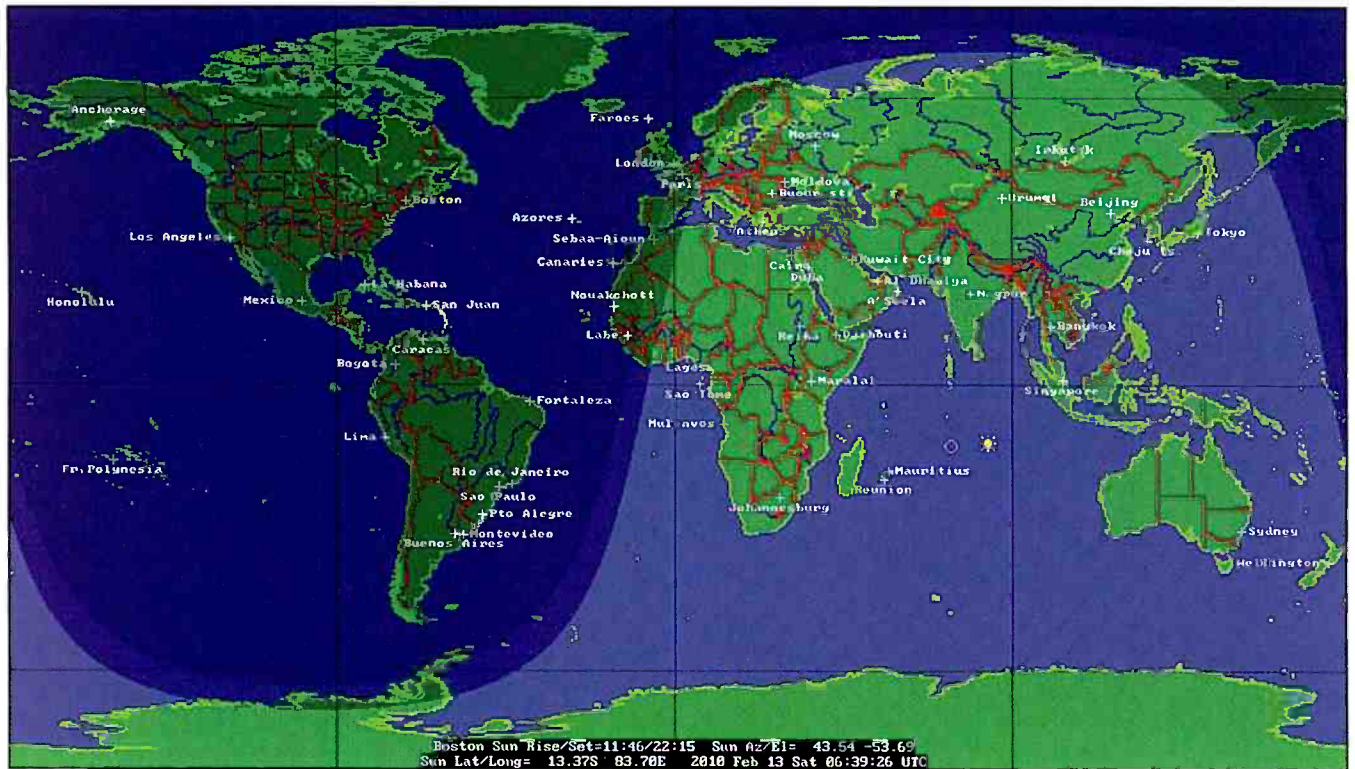 Anchorage
Faroes
Moscow
London
Moldova
Boston
Urumqi
Beijing
Azores
Athens
Tokyo
Los Angeles
Sebaa-Aioun
Canaries
Kuwait City
Cairo
Honolulu
Mexico
La Habana
Nouakchott
San Juan
Labe
Djibouti
Bangkok
Caracas
Bogota
Lagos
Maralal
Sao Tome
Singapore
Fortaleza
Lima
Fr.Polynesia
Rio de Janeiro
Mauritius
Sao Paulo
Reunion
Johannesburg
Pto Alegre
Montevideo
Sydney
Buenos Aires
Wellington
Boston Sun Rise/Set=11:46/22:15 Sun Az/El= 43.54 -53.69
Sun Lat/Long= 13.37S 83.70E 2010 Feb 13 Sat 06:39:26 UTC